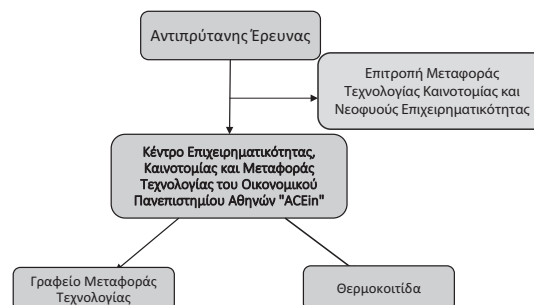 Αντιπρύτανης Έρευνας
Επιτροπή Μεταφοράς
Τεχνολογίας Καινοτομίας και
Νεοφυούς Επιχειρηματικότητας
Κέντρο Επιχειρηματικότητας,
Καινοτομίας και Μεταφοράς
Τεχνολογίας του Οικονομικού
Πανεπιστημίου Αθηνών "ACEin"
Γραφείο Μεταφοράς
Τεχνολογίας
Θερμοκοιτίδα